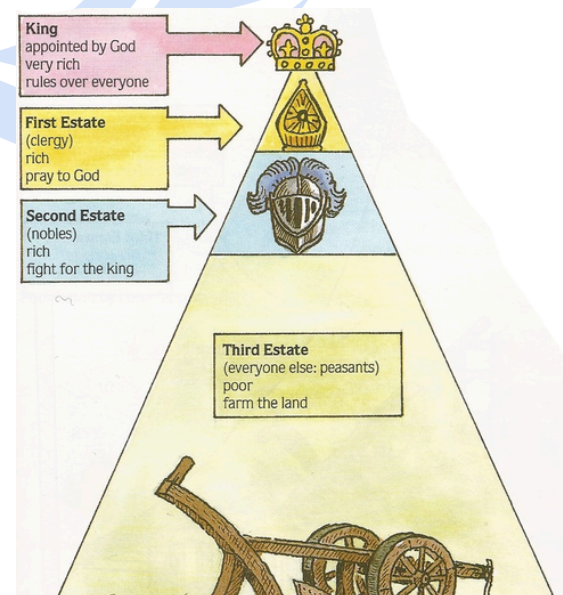 King
appointed by God
very rich
rules over everyone
First Estate
(clergy)
rich
pray to God
Second Estate
(nobles)
rich
fight for the king
Third Estate
(everyone else: peasants)
poor
farm the land